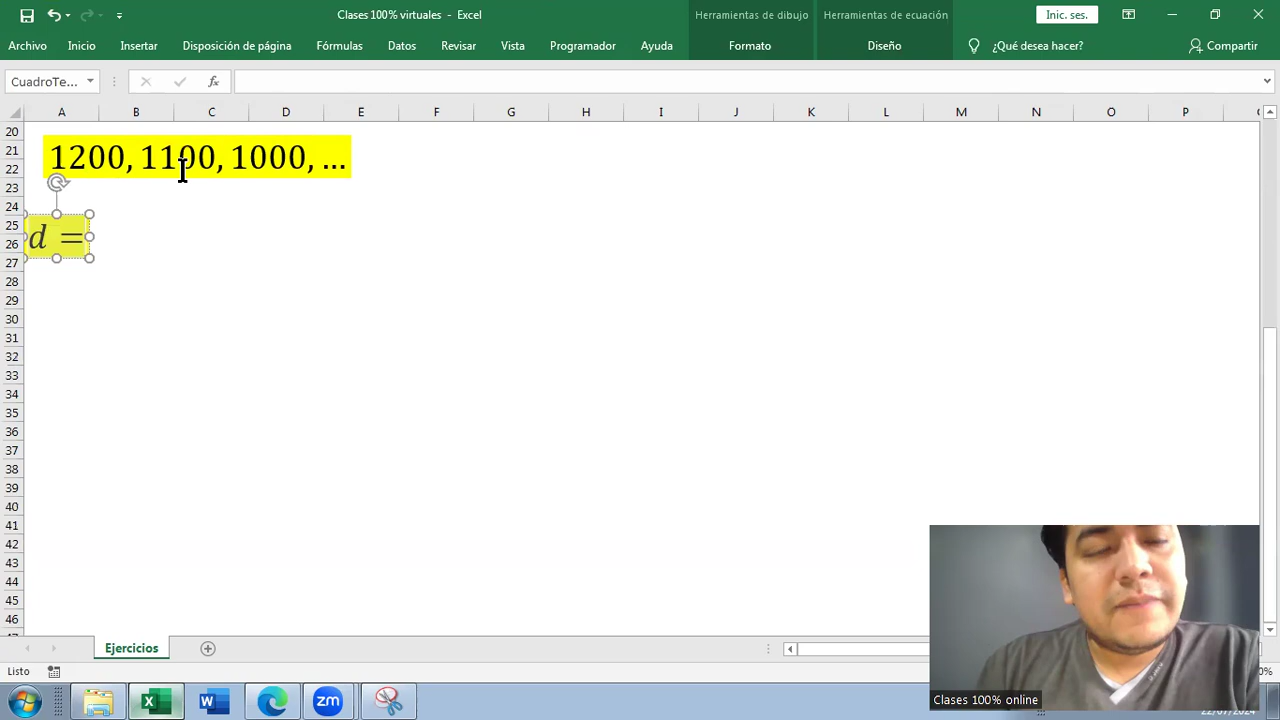 Clases 100% virtuales - Excel
Herramientas de dibujo
Herramientas de ecuación
Inic. ses.
Archivo
Inicio
Insertar
Disposición de página
Fórmulas
Datos
Revisar
Vista
Programador
Ayuda
Formato
Diseño
¿Qué desea hacer?
Compartir
CuadroTe...
fx
A B C D E F G H I J K L M N O P
20
21
22
23
24
25
26
27
28
29
30
31
32
33
34
35
36
37
38
39
40
41
42
43
44
45
46
1200, 1100, 1000, ...
d =
Ejercicios
Listo
Clases 100% online